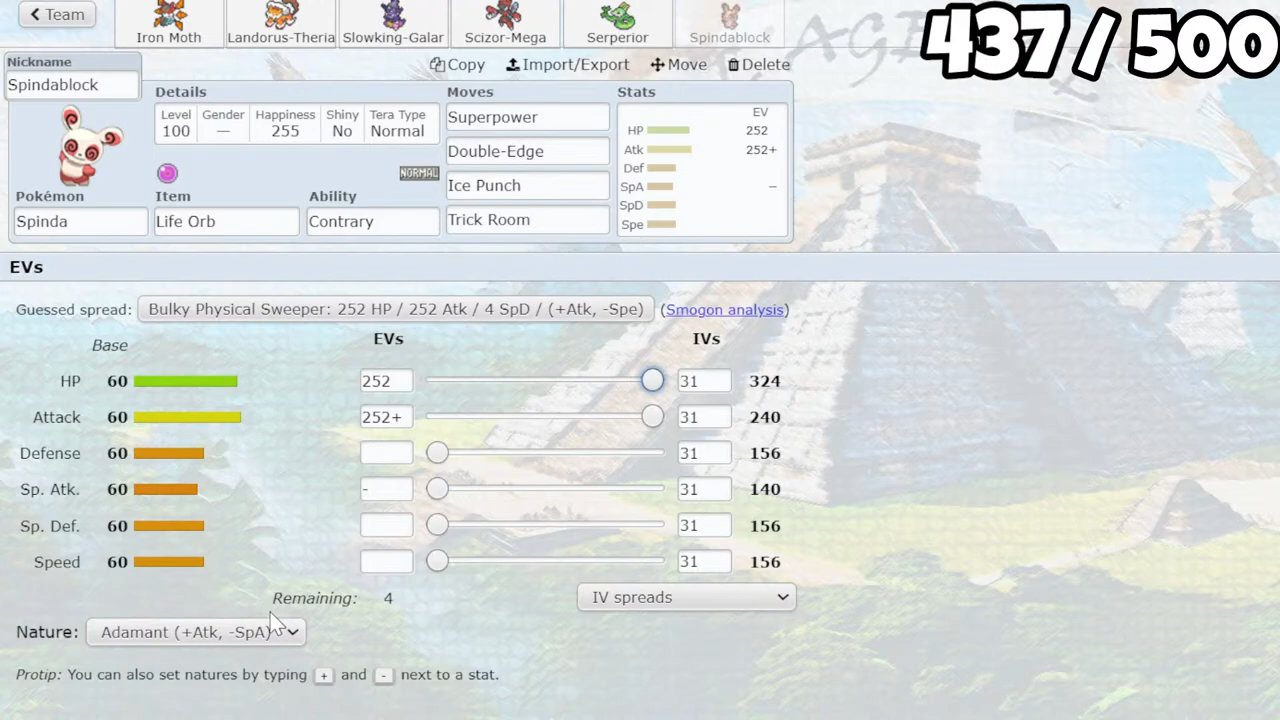 Team
Iron Moth
Landorus-Theria
Slowking-Galar
Scizor-Mega
Serperior
Spindablock
437 / 500
Nickname
Spindablock
Copy
Import/Export
Move
Delete
Details
Level
100
Gender
—
Happiness
255
Shiny
No
Tera Type
Normal
NORMAL
Pokémon
Spinda
Item
Life Orb
Ability
Contrary
Moves
Superpower
Double-Edge
Ice Punch
Trick Room
Stats
EV
HP 252
Atk 252+
Def
SpA –
SpD
Spe
EVs
Guessed spread: Bulky Physical Sweeper: 252 HP / 252 Atk / 4 SpD / (+Atk, -Spe) (Smogon analysis)
Base EVs IVs
HP 60 252 31 324
Attack 60 252+ 31 240
Defense 60 31 156
Sp. Atk. 60 - 31 140
Sp. Def. 60 31 156
Speed 60 31 156
Remaining: 4
IV spreads
Nature: Adamant (+Atk, -SpA)
Protip: You can also set natures by typing + and - next to a stat.